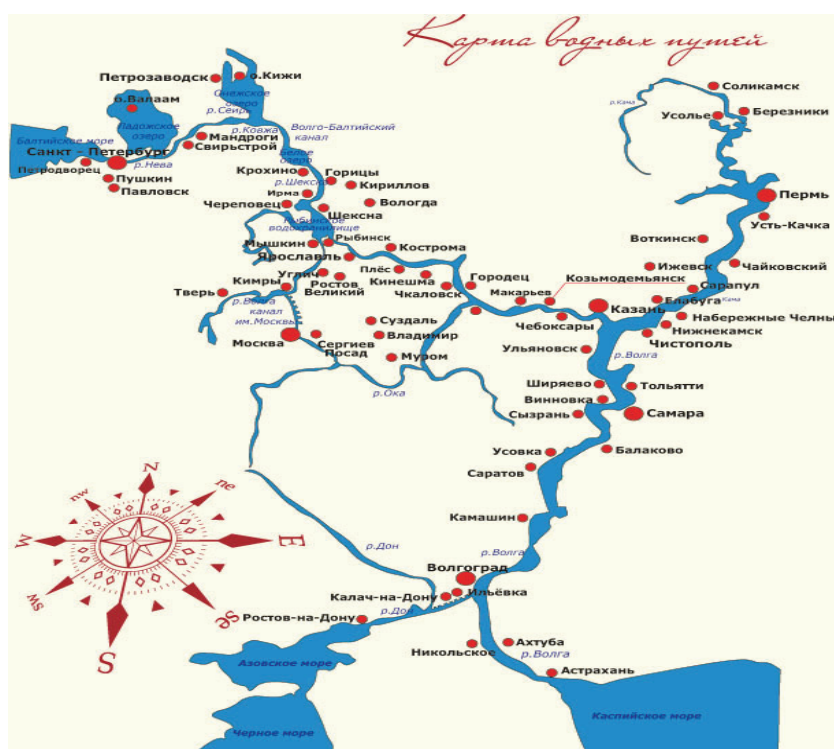 Карта водных путей
Соликамск
р.Кама
Петрозаводск
о.Кижи
Онежское
озеро
о.Валаам
Усолье
Березники
р.Свирь
Ладожское
озеро
р.Ковжа
Волго-Балтийский
канал
Балтийское море
Мандроги
Свирьстрой
Санкт - Петербург
Белое
озеро
р.Нева
Петродворец
Крохино
Горицы
Пушкин
р.Шексна
Кириллов
Павловск
Ирма
Пермь
Череповец
Вологда
Шексна
Усть-Качка
Рыбинское
водохранилище
Воткинск
Мышкин
Рыбинск
Кострома
Ярославль
Плёс
Ижевск
Чайковский
Углич
Кинешма
Городец
Козьмодемьянск
Кимры
Ростов
Великий
Чкаловск
Макарьев
Сарапул
Тверь
Елабуга
Кама
р.Волга
канал
им.Москвы
Казань
Набережные Челны
Суздаль
Чебоксары
Нижнекамск
Владимир
Чистополь
Москва
Сергиев
Посад
Муром
Ульяновск
р.Волга
Ширяево
Тольятти
р.Ока
Винновка
Сызрань
Самара
Усовка
Балаково
Саратов
N
nw
ne
Камашин
W
E
р.Дон
р.Волга
Волгоград
sw
se
Калач-на-Дону
Ильёвка
р.Дон
Ростов-на-Дону
S
Ахтуба
Никольское
р.Волга
Азовское море
Астрахань
Каспийское море
Черное море